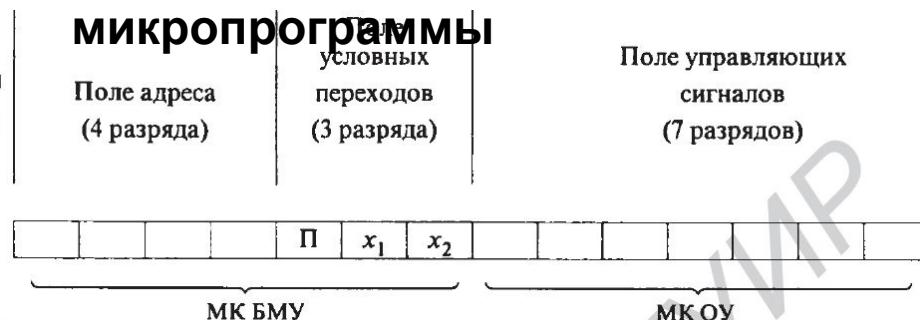 микропрограммы
Поле адреса
(4 разряда)
Поле
условных
переходов
(3 разряда)
Поле управляющих
сигналов
(7 разрядов)
П x₁ x₂
МК БМУ
МК ОУ
УИР